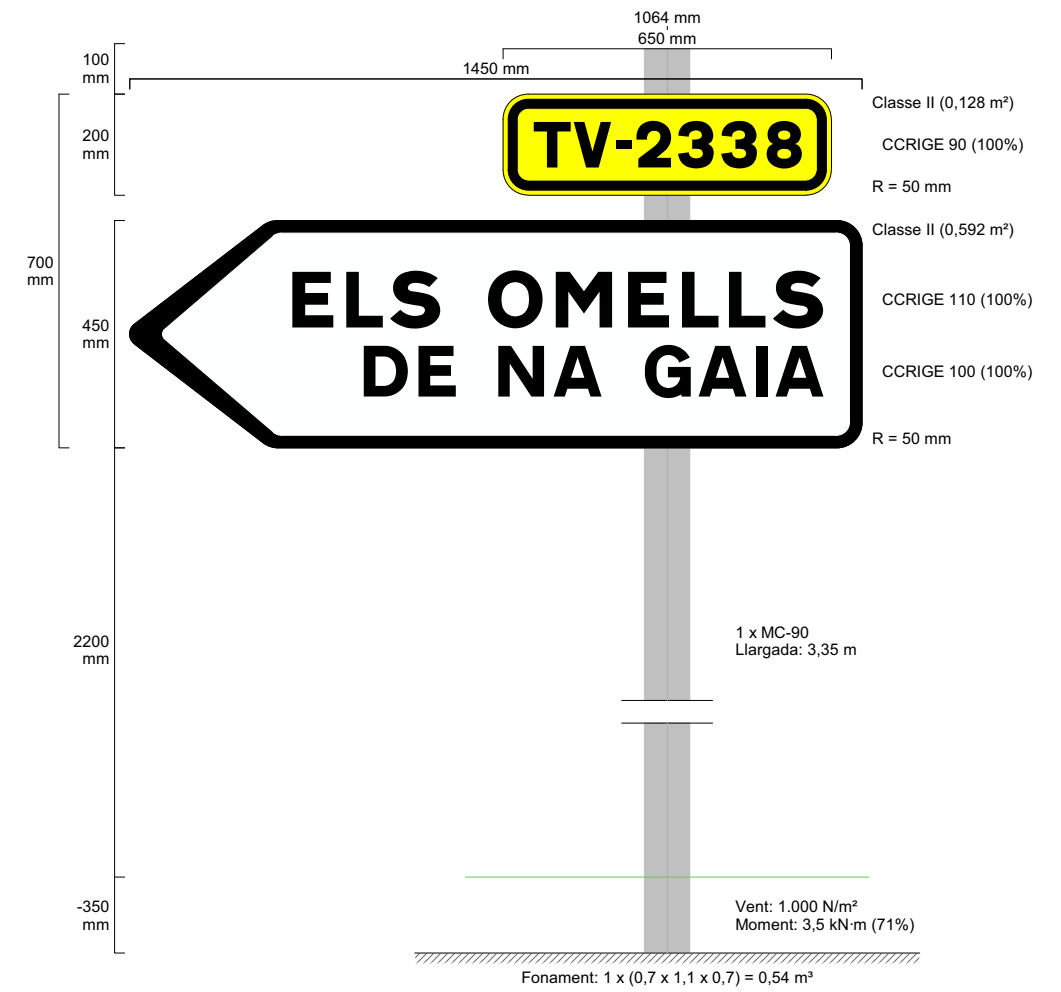 1064 mm
650 mm
100
mm
1450 mm
Classe II (0,128 m²)
200
mm
TV-2338
CCRIGE 90 (100%)
R = 50 mm
Classe II (0,592 m²)
700
mm
ELS OMELLS
CCRIGE 110 (100%)
450
mm
DE NA GAIA
CCRIGE 100 (100%)
R = 50 mm
2200
mm
1 x MC-90
Llargada: 3,35 m
-350
mm
Vent: 1.000 N/m²
Moment: 3,5 kN·m (71%)
Fonament: 1 x (0,7 x 1,1 x 0,7) = 0,54 m³